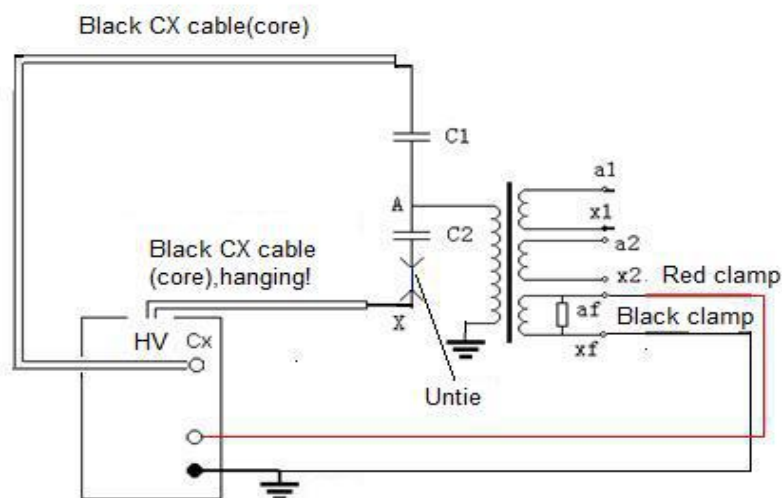 Black CX cable(core)
C1
a1
A
x1
C2
a2
Black CX cable
(core),hanging!
x2.
Red clamp
af
Black clamp
X
HV
Cx
xf
Untie